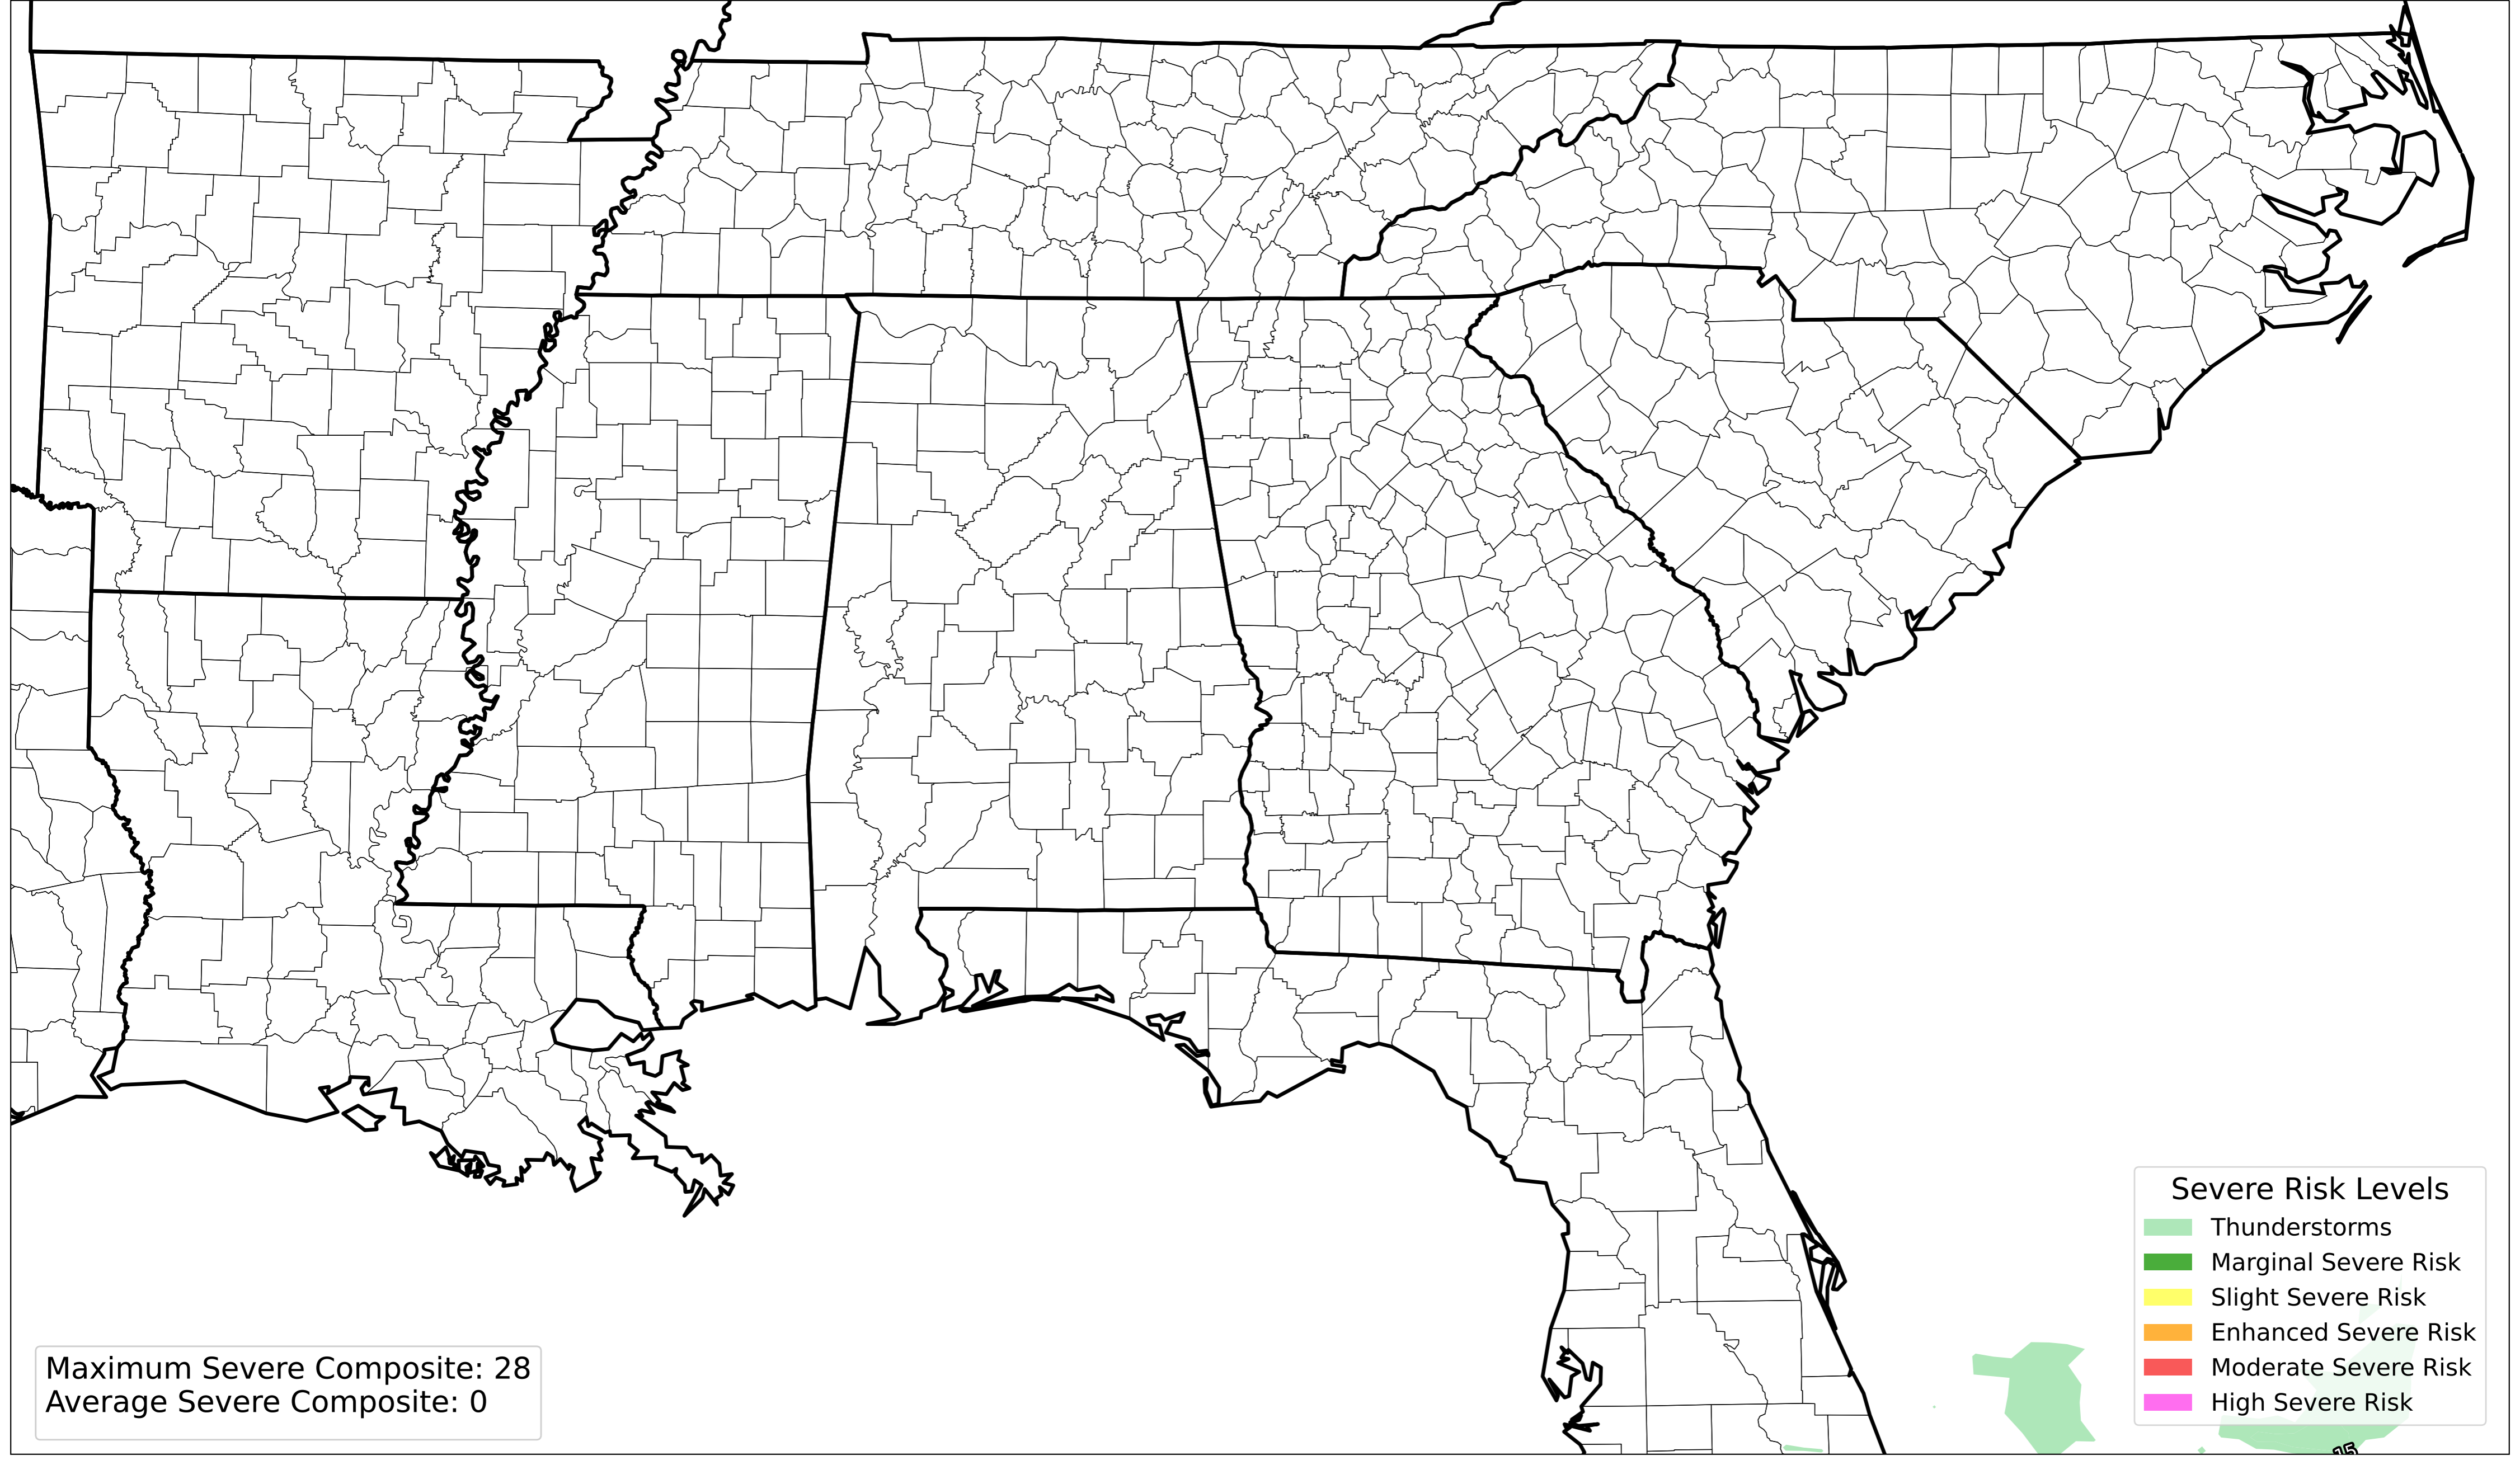 Severe Risk Levels
Thunderstorms
Marginal Severe Risk
Slight Severe Risk
Enhanced Severe Risk
Moderate Severe Risk
High Severe Risk
Maximum Severe Composite: 28
Average Severe Composite: 0
15